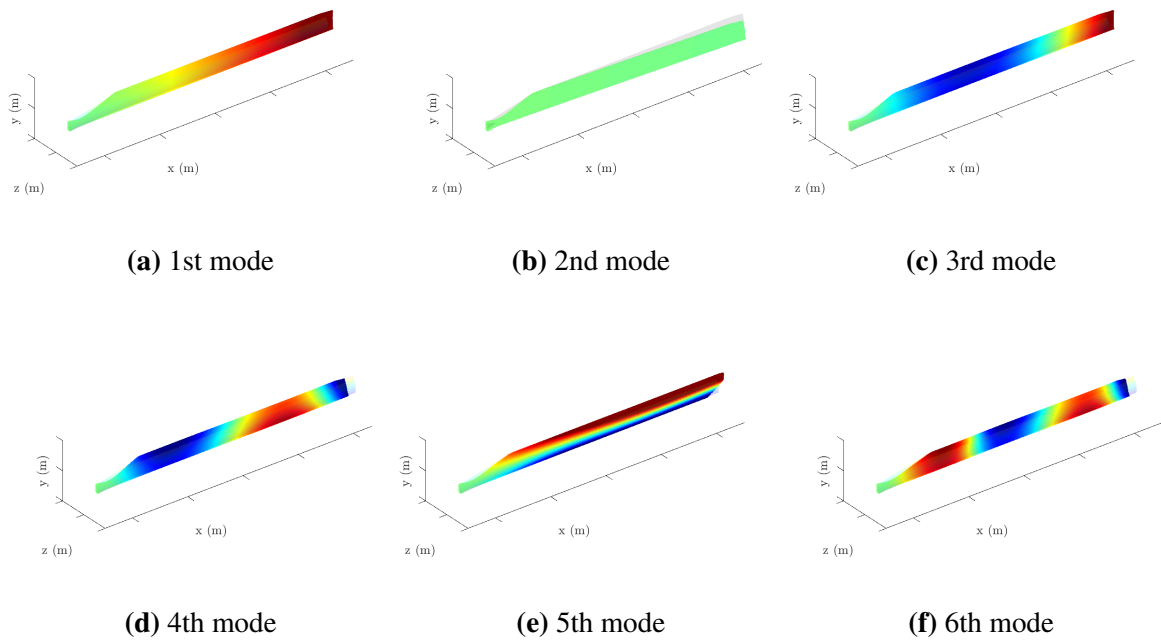 y (m)
z (m)
x (m)
(a) 1st mode
y (m)
z (m)
x (m)
(b) 2nd mode
y (m)
z (m)
x (m)
(c) 3rd mode
y (m)
z (m)
x (m)
(d) 4th mode
y (m)
z (m)
x (m)
(e) 5th mode
y (m)
z (m)
x (m)
(f) 6th mode